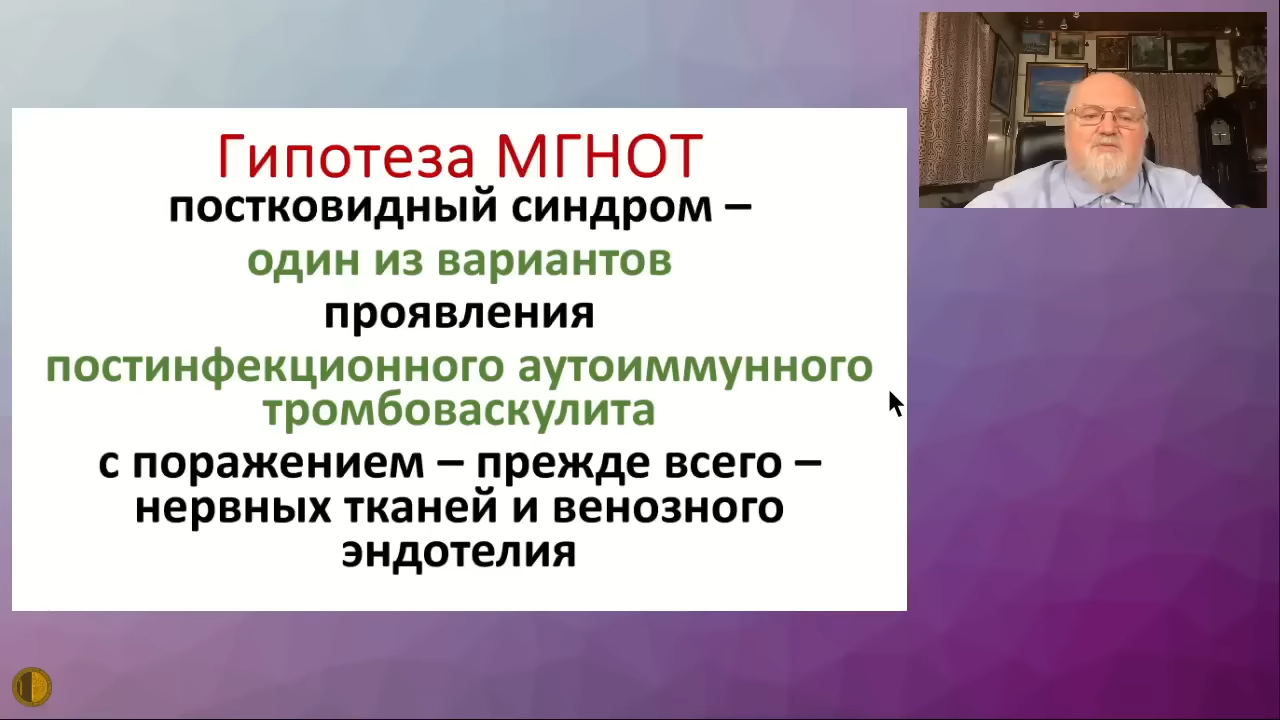 Гипотеза МГНОТ
постковидный синдром –
один из вариантов
проявления
постинфекционного аутоиммунного
тромбоваскулита
с поражением – прежде всего –
нервных тканей и венозного
эндотелия